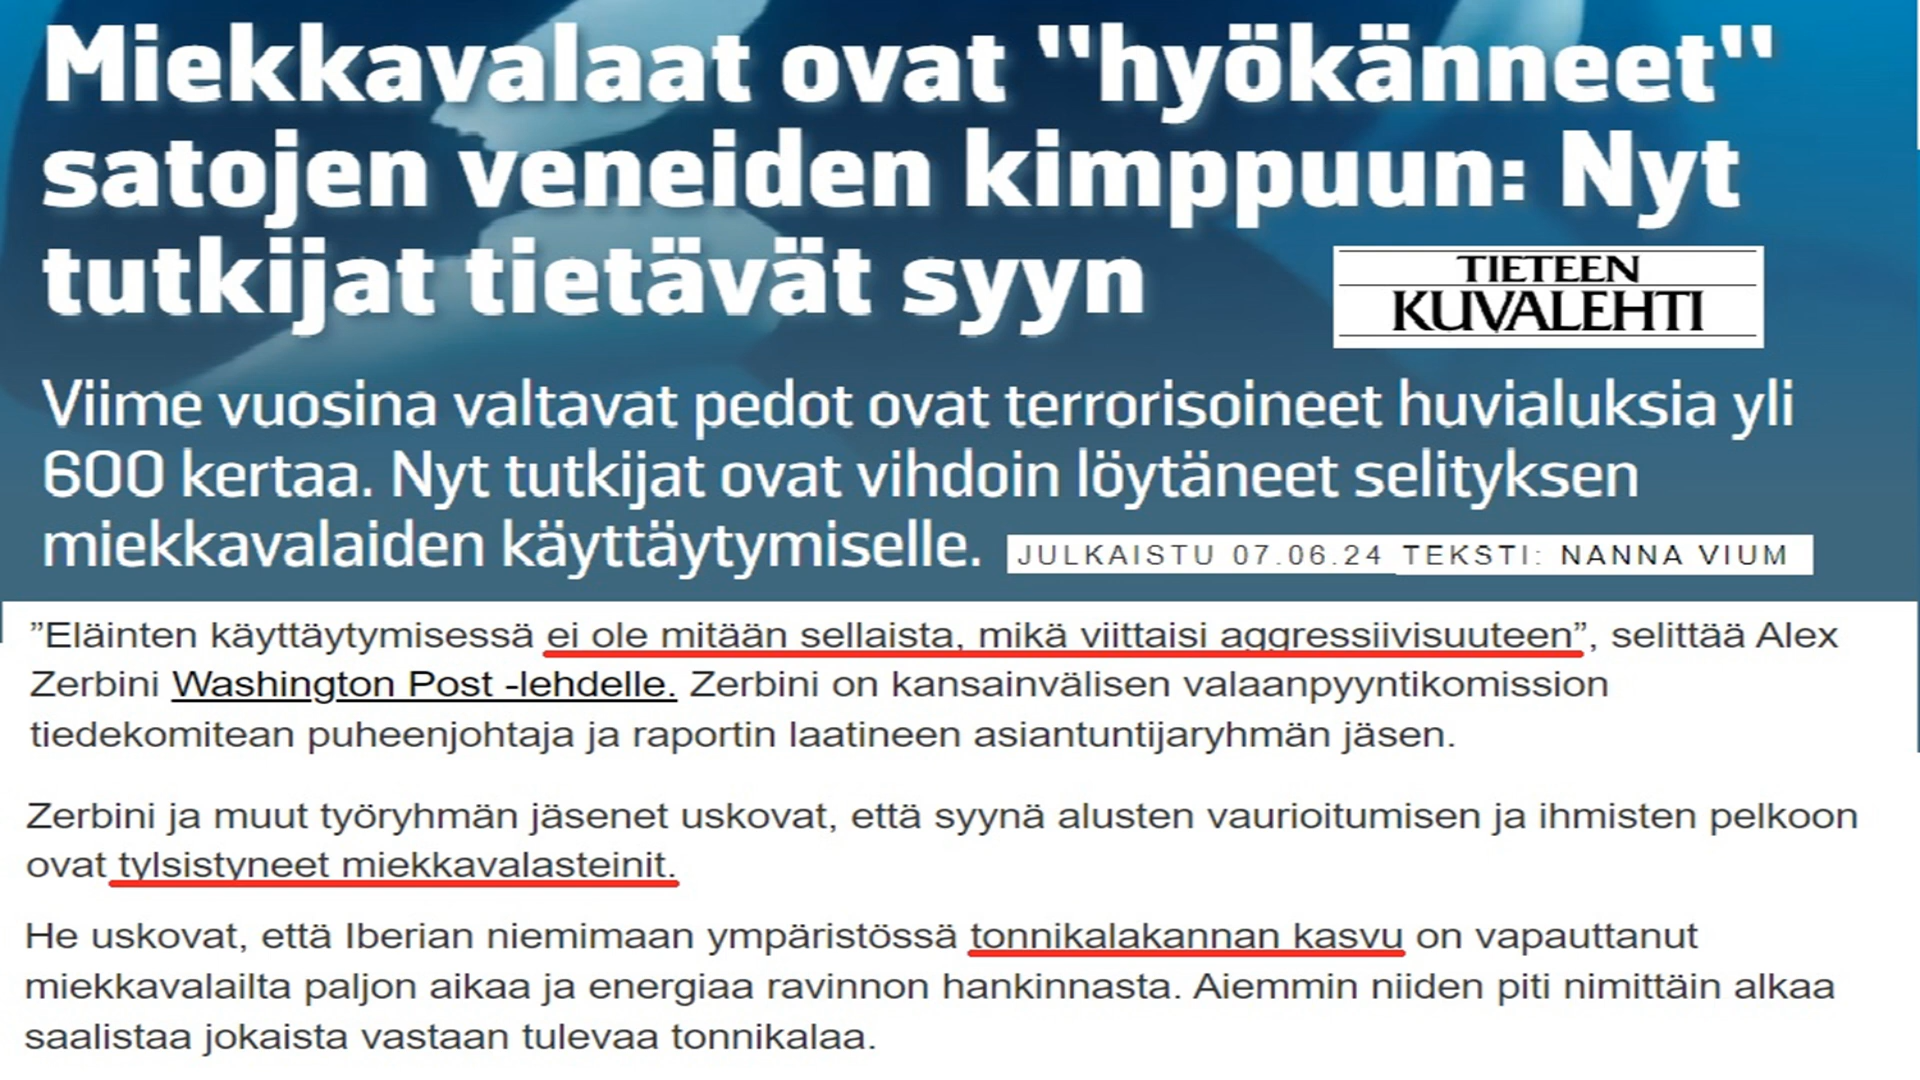 Miekkavalaat ovat "hyökänneet"
satojen veneiden kimppuun: Nyt
tutkijat tietävät syyn
TIETEEN
KUVALEHTI
Viime vuosina valtavat pedot ovat terrorisoineet huvialuksia yli
600 kertaa. Nyt tutkijat ovat vihdoin löytäneet selityksen
miekkavalaiden käyttäytymiselle.
JULKAISTU 07.06.24 TEKSTI: NANNA VIUM
”Eläinten käyttäytymisessä ei ole mitään sellaista, mikä viittaisi aggressiivisuuteen”, selittää Alex
Zerbini Washington Post -lehdelle. Zerbini on kansainvälisen valaanpyyntikomission
tiedekomitean puheenjohtaja ja raportin laatineen asiantuntijaryhmän jäsen.
Zerbini ja muut työryhmän jäsenet uskovat, että syynä alusten vaurioitumisen ja ihmisten pelkoon
ovat tylsistyneet miekkavalasteinit.
He uskovat, että Iberian niemimaan ympäristössä tonnikalakannan kasvu on vapauttanut
miekkavalailta paljon aikaa ja energiaa ravinnon hankinnasta. Aiemmin niiden piti nimittäin alkaa
saalistaa jokaista vastaan tulevaa tonnikalaa.